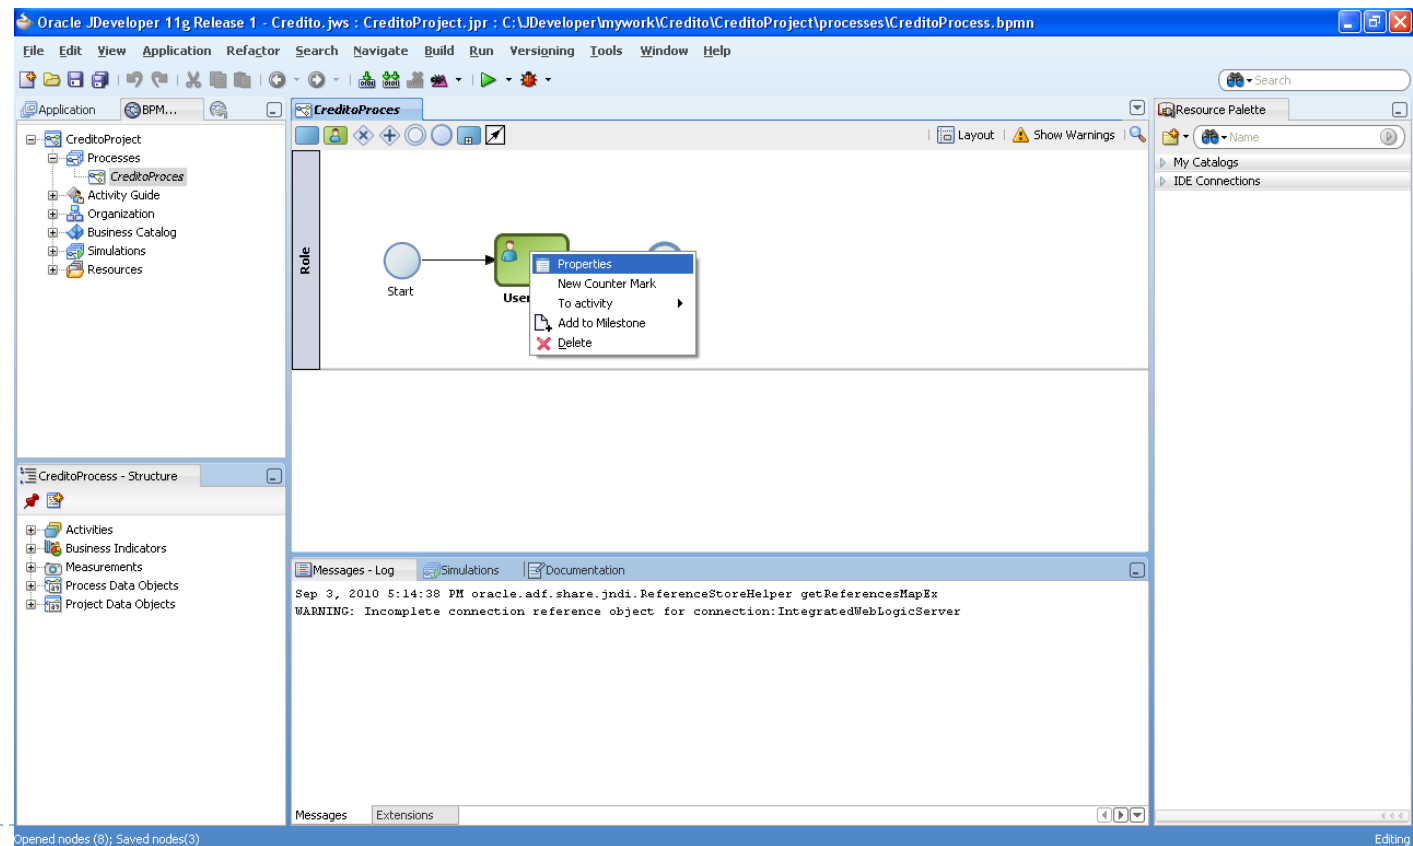 Oracle JDeveloper 11g Release 1 - Credito.jws : CreditoProject.jpr : C:\JDeveloper\mywork\Credito\CreditoProject\processes\CreditoProcess.bpmn
File Edit View Application Refactor Search Navigate Build Run Versioning Tools Window Help
Search
Application BPM...
CreditoProject
Processes
CreditoProces
Activity Guide
Organization
Business Catalog
Simulations
Resources
CreditoProces
Layout Show Warnings
Role
Start
User
Properties
New Counter Mark
To activity
Add to Milestone
Delete
Resource Palette
Name
My Catalogs
IDE Connections
CreditoProcess - Structure
Activities
Business Indicators
Measurements
Process Data Objects
Project Data Objects
Messages - Log Simulations Documentation
Sep 3, 2010 5:14:38 PM oracle.adf.share.jndi.ReferenceStoreHelper getReferencesMapEx
WARNING: Incomplete connection reference object for connection:IntegratedWebLogicServer
Messages Extensions
Opened nodes (8); Saved nodes(3) Editing